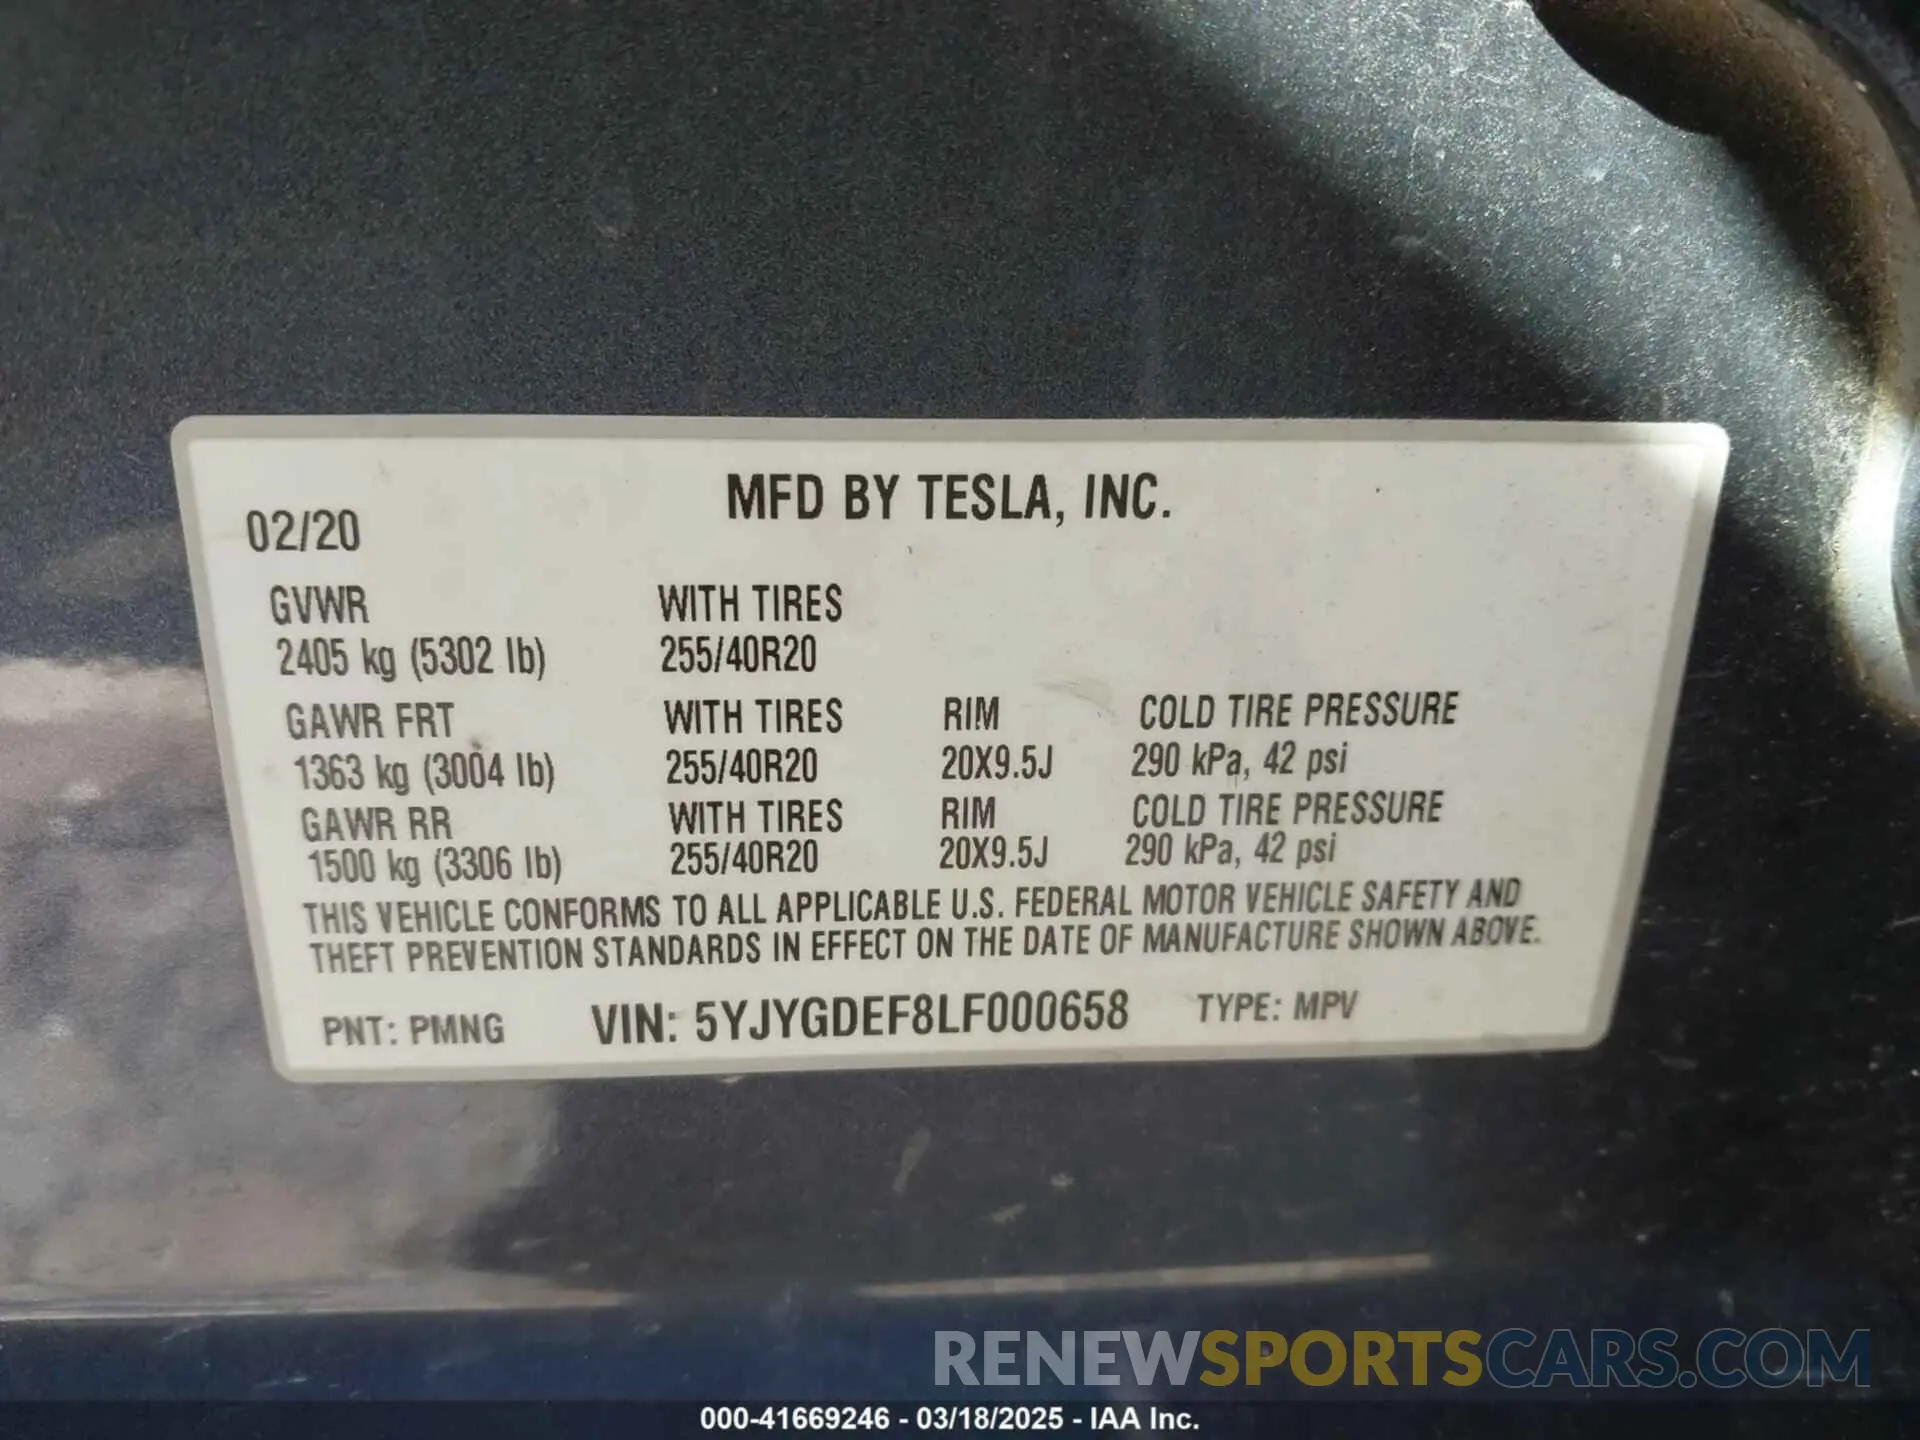 MFD BY TESLA, INC.
02/20
GVWR WITH TIRES
2405 kg (5302 lb) 255/40R20
GAWR FRT WITH TIRES RIM COLD TIRE PRESSURE
1363 kg (3004 lb) 255/40R20 20X9.5J 290 kPa, 42 psi
GAWR RR WITH TIRES RIM COLD TIRE PRESSURE
1500 kg (3306 lb) 255/40R20 20X9.5J 290 kPa, 42 psi
THIS VEHICLE CONFORMS TO ALL APPLICABLE U.S. FEDERAL MOTOR VEHICLE SAFETY AND
THEFT PREVENTION STANDARDS IN EFFECT ON THE DATE OF MANUFACTURE SHOWN ABOVE.
PNT: PMNG VIN: 5YJYGDEF8LF000658 TYPE: MPV
RENEWSPORTSCARS.COM
000-41669246 - 03/18/2025 - IAA Inc.